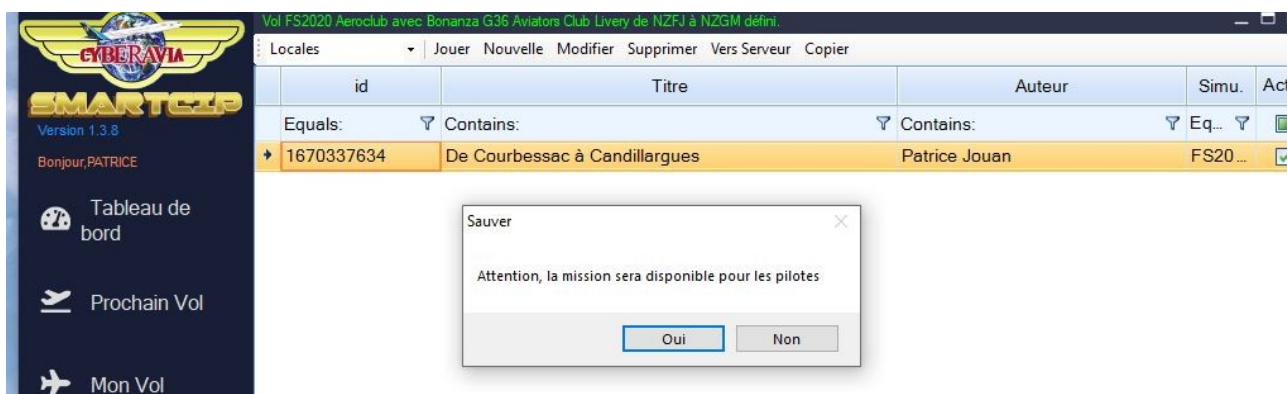 Vol FS2020 Aeroclub avec Bonanza G36 Aviators Club Livery de NZFJ à NZGM défini.
CYBERAVIA
SMARTCIP
Version 1.3.8
Bonjour,PATRICE
Tableau de
bord
Prochain Vol
Mon Vol
Locales Jouer Nouvelle Modifier Supprimer Vers Serveur Copier
id Titre Auteur Simu. Act
Equals: Contains: Contains: Eq...
1670337634 De Courbessac à Candillargues Patrice Jouan FS20...
Sauver
Attention, la mission sera disponible pour les pilotes
Oui Non